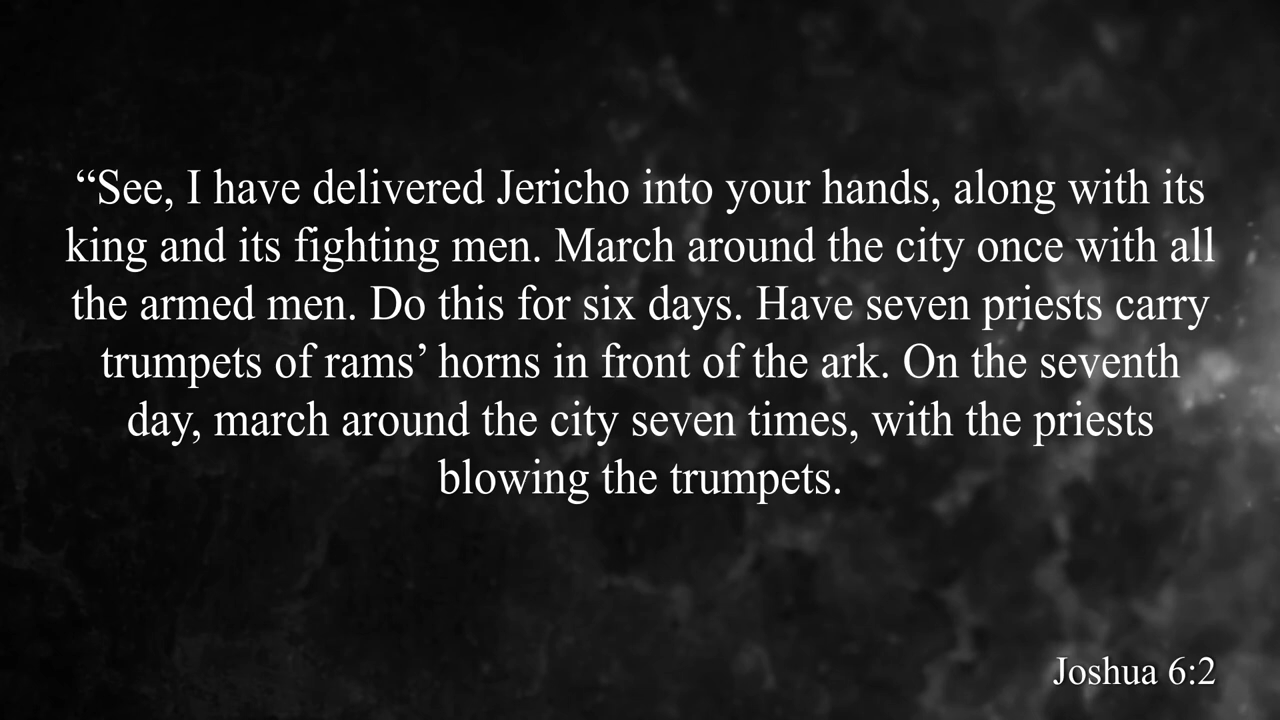 “See, I have delivered Jericho into your hands, along with its
king and its fighting men. March around the city once with all
the armed men. Do this for six days. Have seven priests carry
trumpets of rams’ horns in front of the ark. On the seventh
day, march around the city seven times, with the priests
blowing the trumpets.
Joshua 6:2